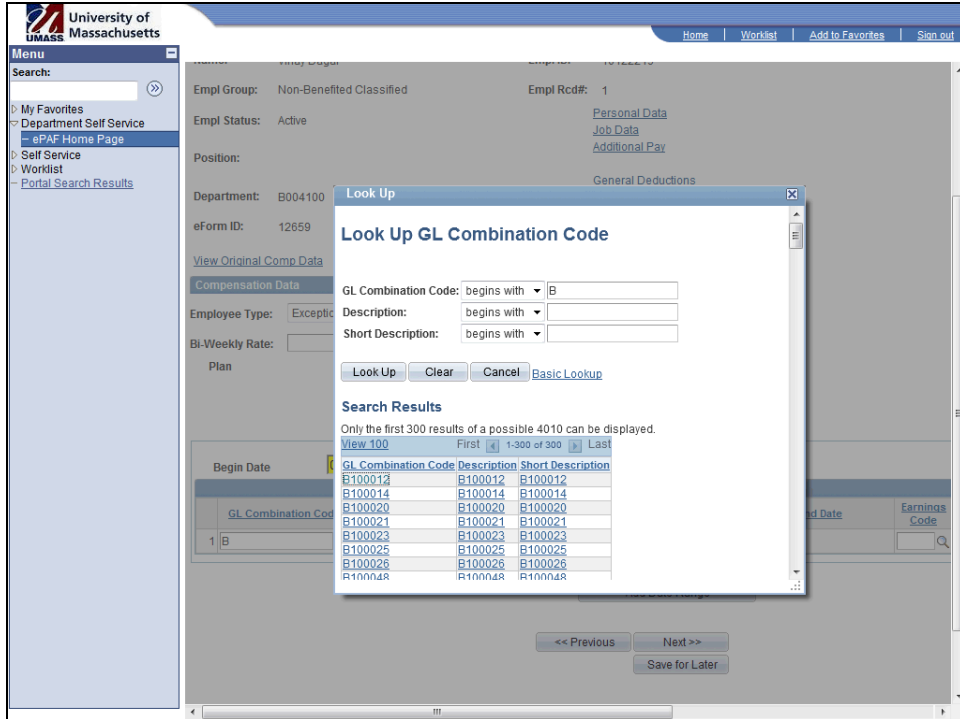 University of
Massachusetts
UMASS
Home | Worklist | Add to Favorites | Sign out
Menu
Search:
My Favorites
Department Self Service
– ePAF Home Page
Self Service
Worklist
– Portal Search Results
Empl Group: Non-Benefited Classified Empl Rcd#: 1
Empl Status: Active
Personal Data
Job Data
Additional Pay
Position:
General Deductions
Department: B004100
eForm ID: 12659
View Original Comp Data
Compensation Data
Employee Type:
Bi-Weekly Rate:
Plan
Begin Date
GL Combination
Earnings
Code
1 B
Look Up
Look Up GL Combination Code
GL Combination Code: begins with B
Description: begins with
Short Description: begins with
Look Up Clear Cancel Basic Lookup
Search Results
Only the first 300 results of a possible 4010 can be displayed.
View 100 First 1-300 of 300 Last
GL Combination Code Description Short Description
B100012 B100012 B100012
B100014 B100014 B100014
B100020 B100020 B100020
B100021 B100021 B100021
B100023 B100023 B100023
B100025 B100025 B100025
B100026 B100026 B100026
B100048 B100048 B100048
<< Previous Next >>
Save for Later